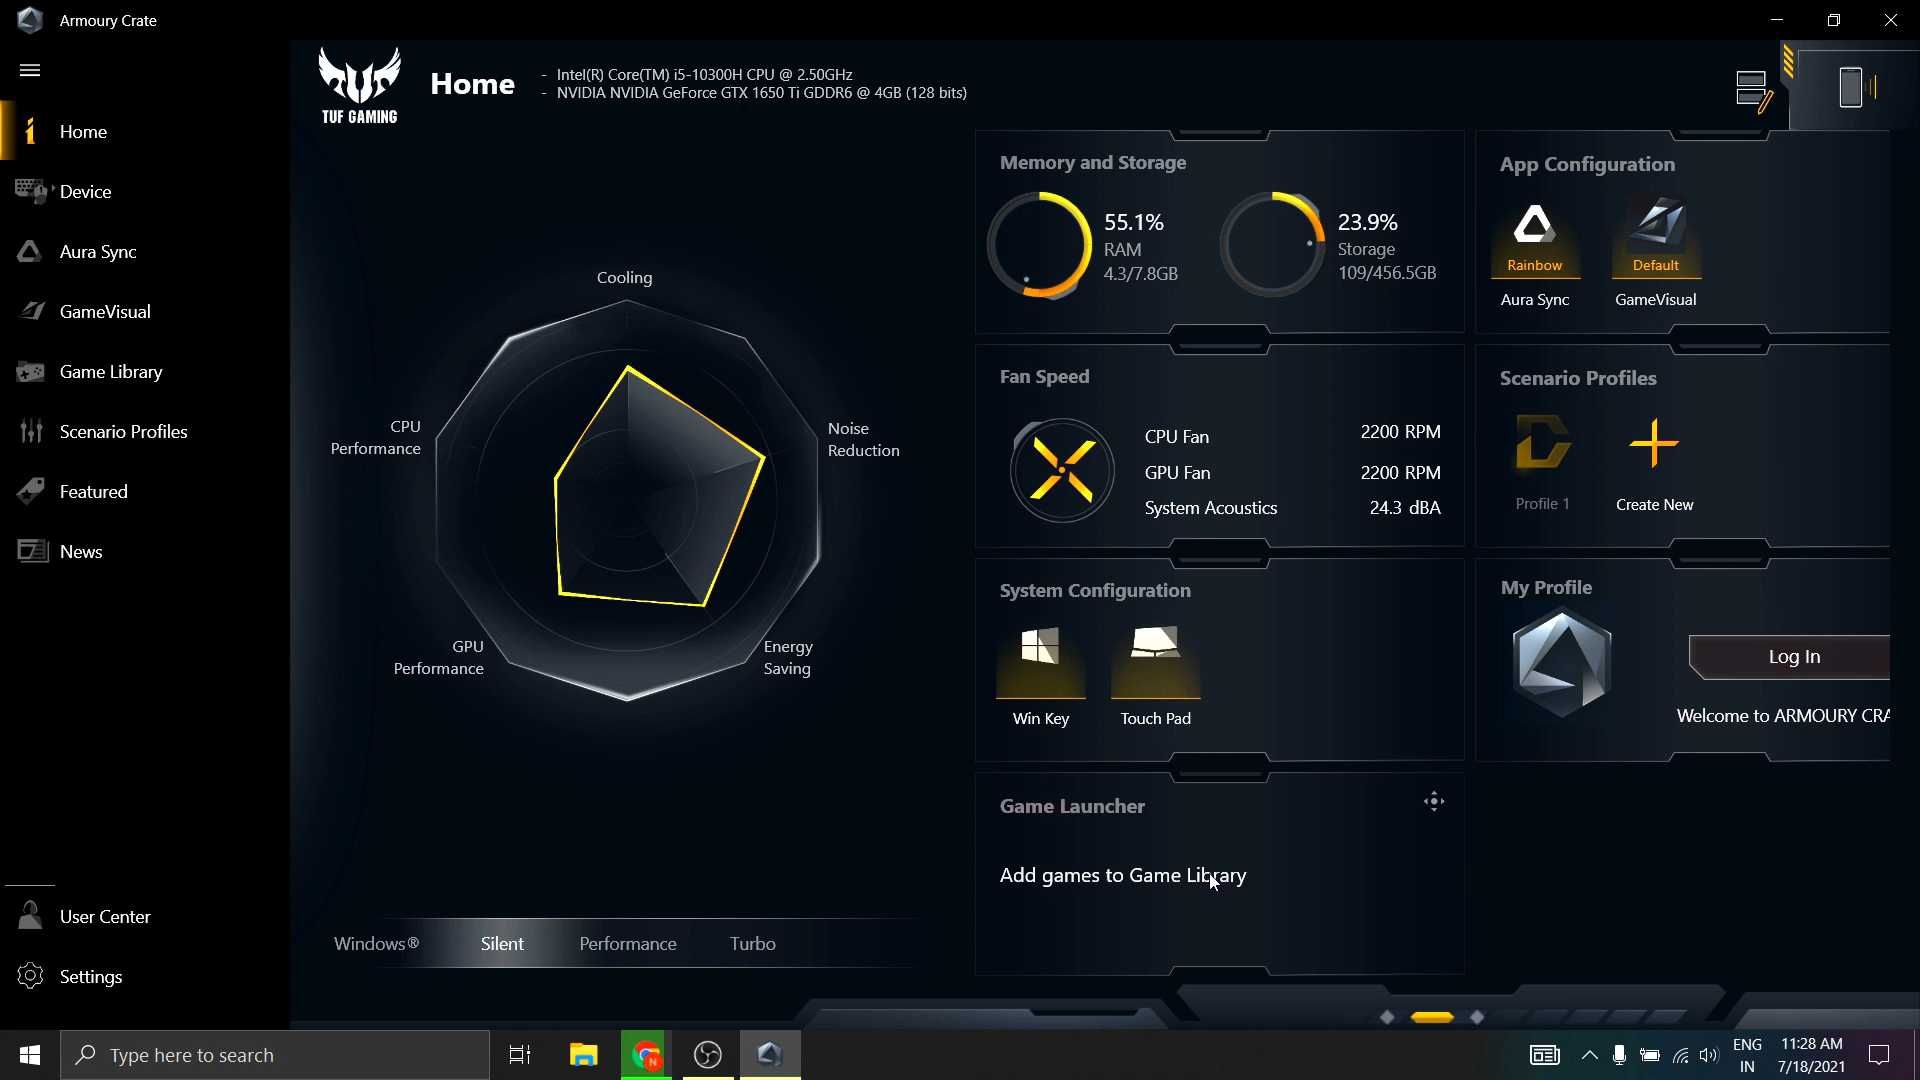 Armoury Crate
TUF GAMING
Home
- Intel(R) Core(TM) i5-10300H CPU @ 2.50GHz
- NVIDIA NVIDIA GeForce GTX 1650 Ti GDDR6 @ 4GB (128 bits)
Home
Device
Aura Sync
GameVisual
Game Library
Scenario Profiles
Featured
News
User Center
Settings
Cooling
CPU
Performance
Noise
Reduction
GPU
Performance
Energy
Saving
Windows®
Silent
Performance
Turbo
Memory and Storage
55.1%
RAM
4.3/7.8GB
23.9%
Storage
109/456.5GB
App Configuration
Rainbow
Aura Sync
Default
GameVisual
Fan Speed
CPU Fan 2200 RPM
GPU Fan 2200 RPM
System Acoustics 24.3 dBA
Scenario Profiles
Profile 1
Create New
System Configuration
Win Key
Touch Pad
My Profile
Log In
Welcome to ARMOURY CRA
Game Launcher
Add games to Game Library
Type here to search
N
ENG
IN
11:28 AM
7/18/2021